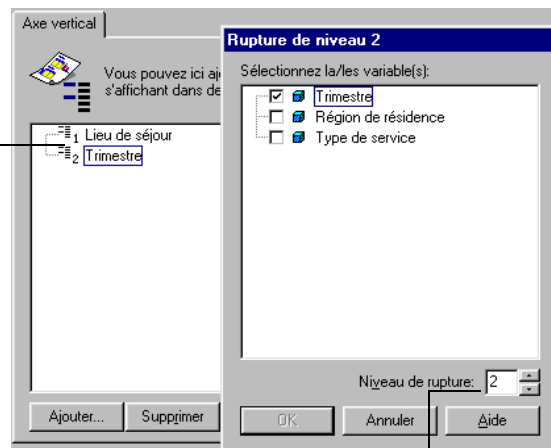 Axe vertical
Vous pouvez ici aj
s'affichant dans de
1 Lieu de séjour
2 Trimestre
Ajouter...
Supprimer
Rupture de niveau 2
Sélectionnez la/les variable(s):
Trimestre
Région de résidence
Type de service
Niveau de rupture: 2
OK
Annuler
Aide